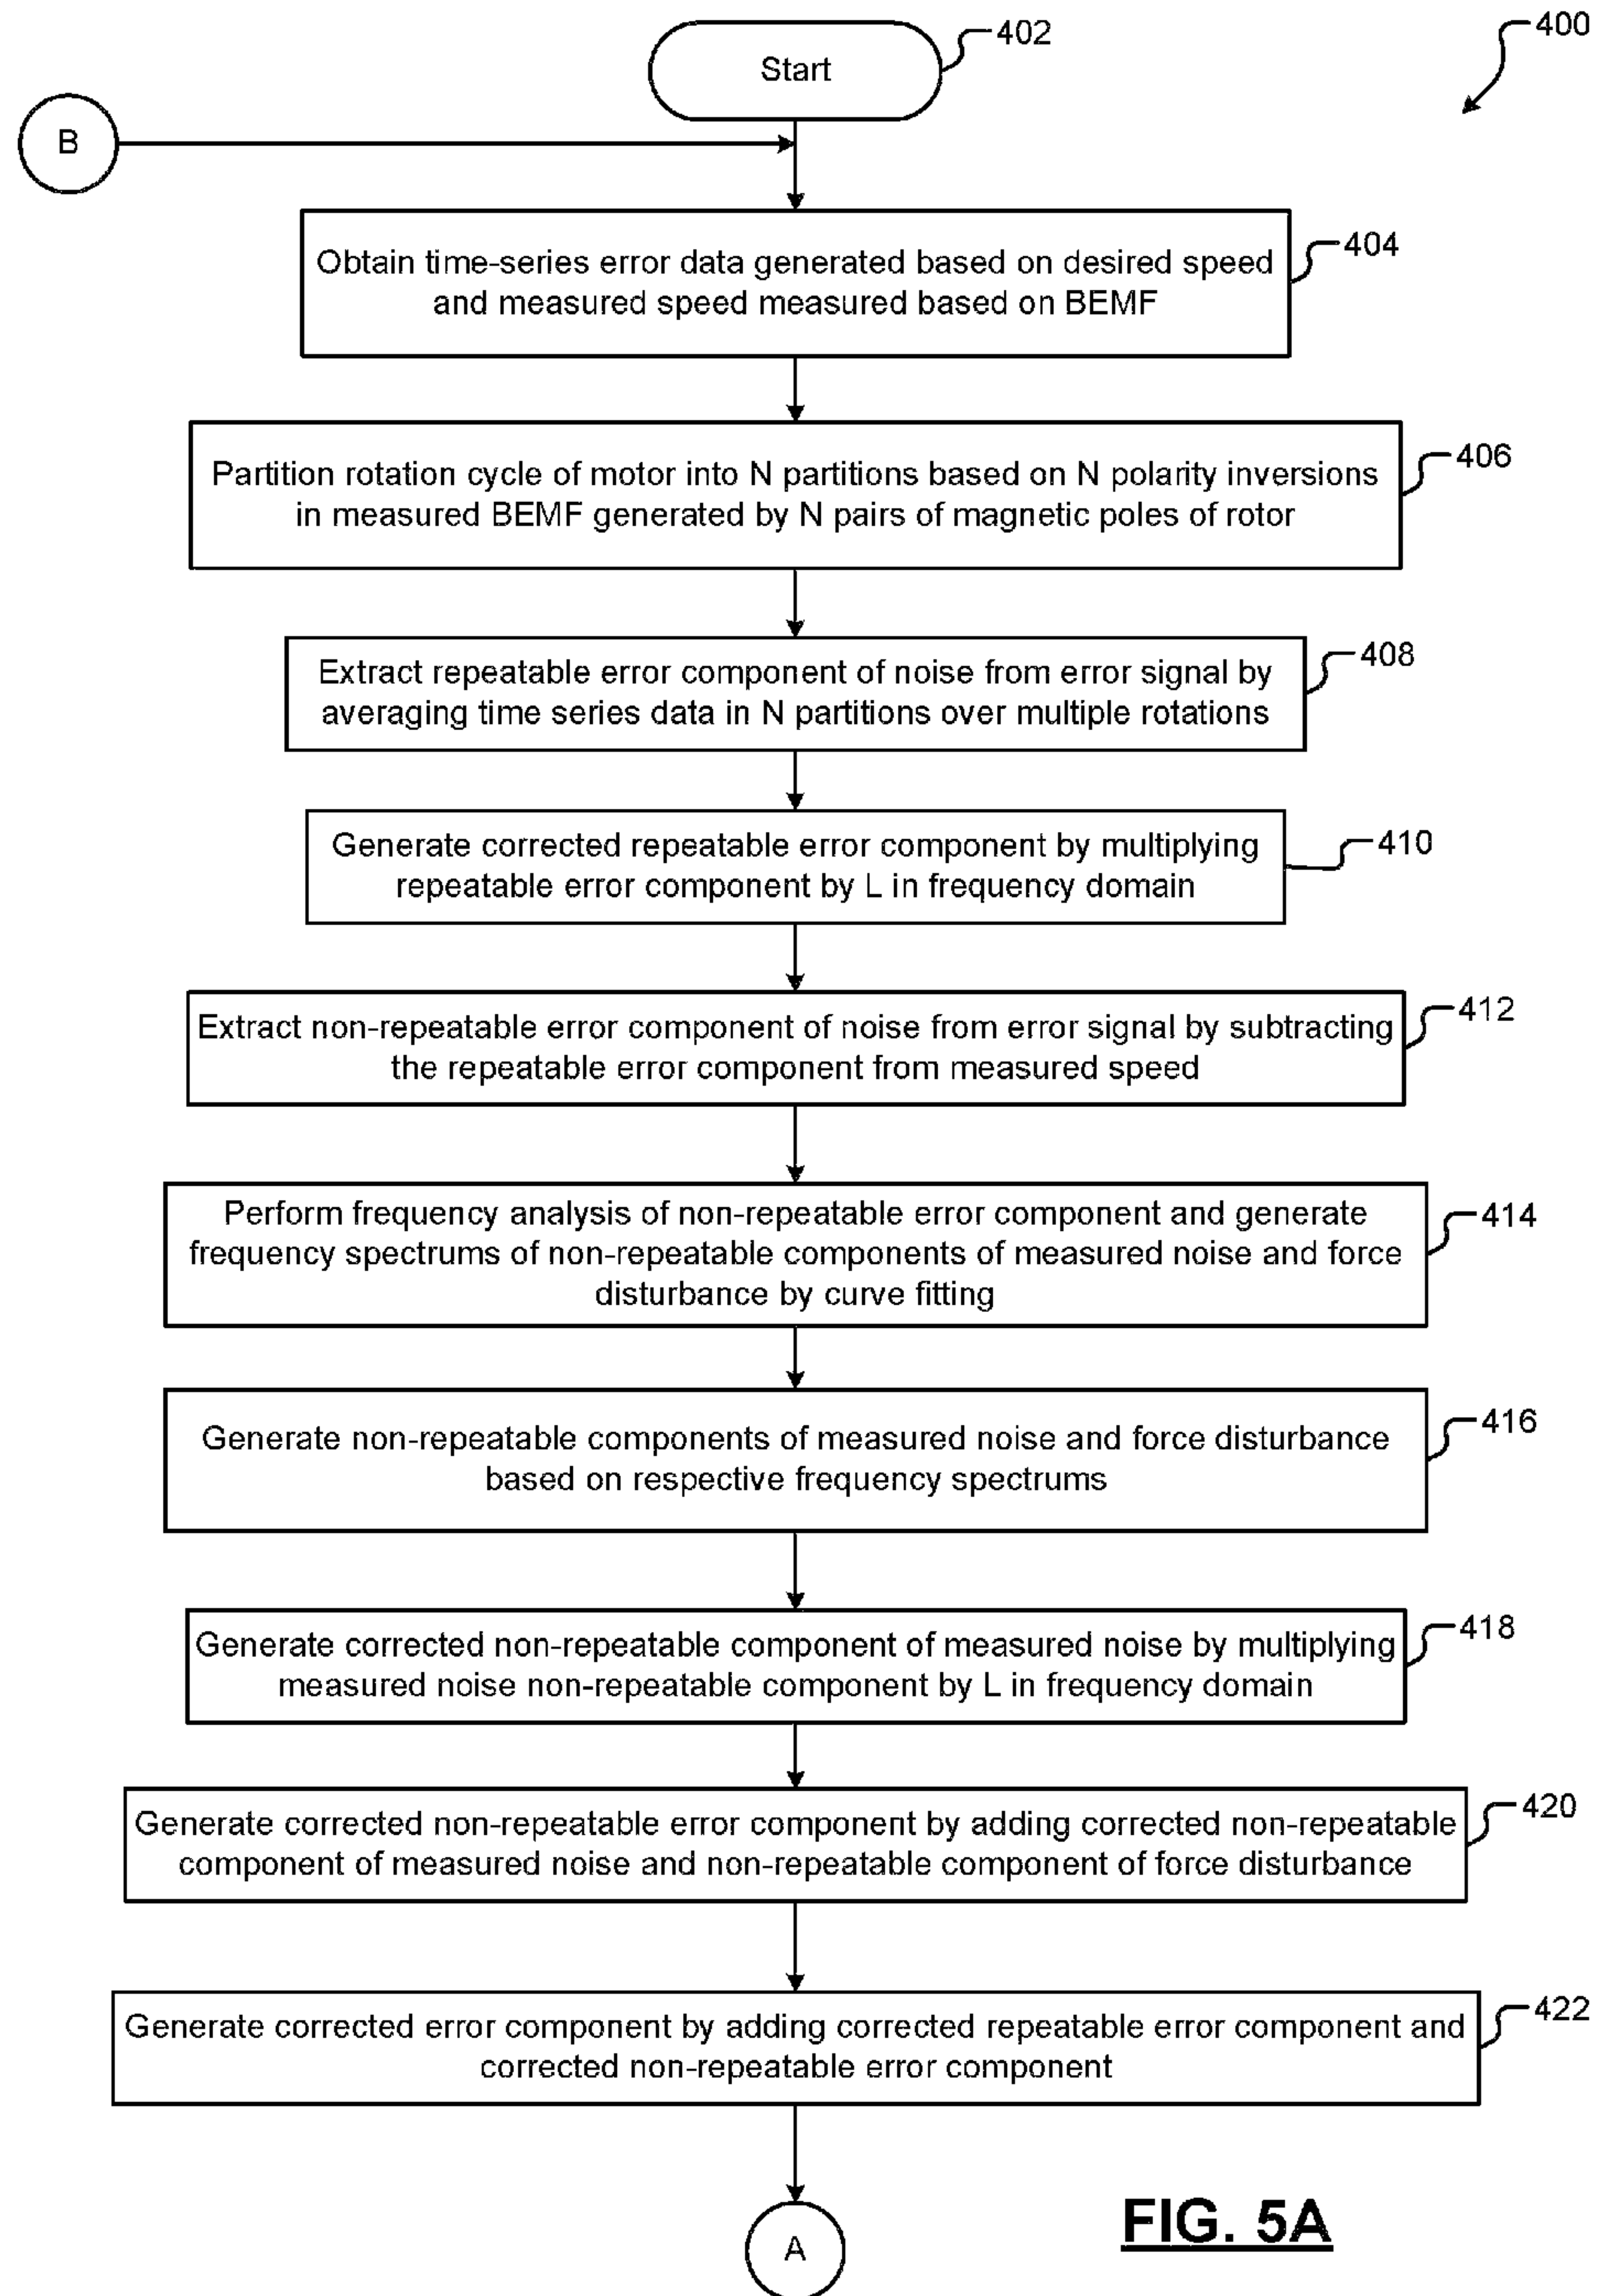 400
402
Start
B
404
Obtain time-series error data generated based on desired speed
and measured speed measured based on BEMF
406
Partition rotation cycle of motor into N partitions based on N polarity inversions
in measured BEMF generated by N pairs of magnetic poles of rotor
408
Extract repeatable error component of noise from error signal by
averaging time series data in N partitions over multiple rotations
410
Generate corrected repeatable error component by multiplying
repeatable error component by L in frequency domain
412
Extract non-repeatable error component of noise from error signal by subtracting
the repeatable error component from measured speed
414
Perform frequency analysis of non-repeatable error component and generate
frequency spectrums of non-repeatable components of measured noise and force
disturbance by curve fitting
416
Generate non-repeatable components of measured noise and force disturbance
based on respective frequency spectrums
418
Generate corrected non-repeatable component of measured noise by multiplying
measured noise non-repeatable component by L in frequency domain
420
Generate corrected non-repeatable error component by adding corrected non-repeatable
component of measured noise and non-repeatable component of force disturbance
422
Generate corrected error component by adding corrected repeatable error component and
corrected non-repeatable error component
A
FIG. 5A